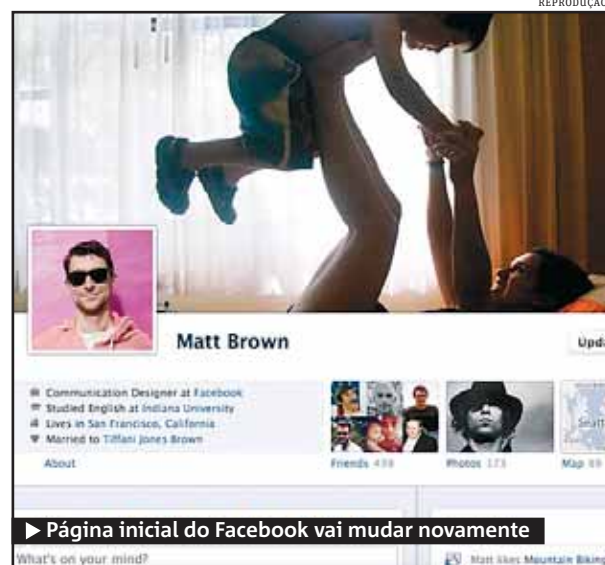 REPRODUÇÃO
Matt Brown
Communication Designer at Facebook
Studied English at Indiana University
Lives in San Francisco, California
Married to Tiffani Jones Brown
About
Friends 498
Photos 173
Map
▶ Página inicial do Facebook vai mudar novamente
What's on your mind?
Matt likes Mountain Biking